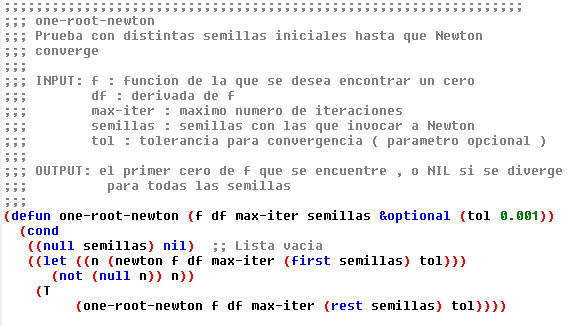 ;;;;;;;;;;;;;;;;;;;;;;;;;;;;;;;;;;;;;;;;;;;;;;;;;;;;;;;;;;;;;;;;;;
;;; one-root-newton
;;; Prueba con distintas semillas iniciales hasta que Newton
;;; converge
;;;
;;; INPUT: f : funcion de la que se desea encontrar un cero
;;;        df : derivada de f
;;;        max-iter : maximo numero de iteraciones
;;;        semillas : semillas con las que invocar a Newton
;;;        tol : tolerancia para convergencia ( parametro opcional )
;;;
;;; OUTPUT: el primer cero de f que se encuentre , o NIL si se diverge
;;;          para todas las semillas
;;;
(defun one-root-newton (f df max-iter semillas &optional (tol 0.001))
  (cond
   ((null semillas) nil)  ;; Lista vacia
   ((let ((n (newton f df max-iter (first semillas) tol)))
      (not (null n)) n))
    (T
         (one-root-newton f df max-iter (rest semillas) tol))))